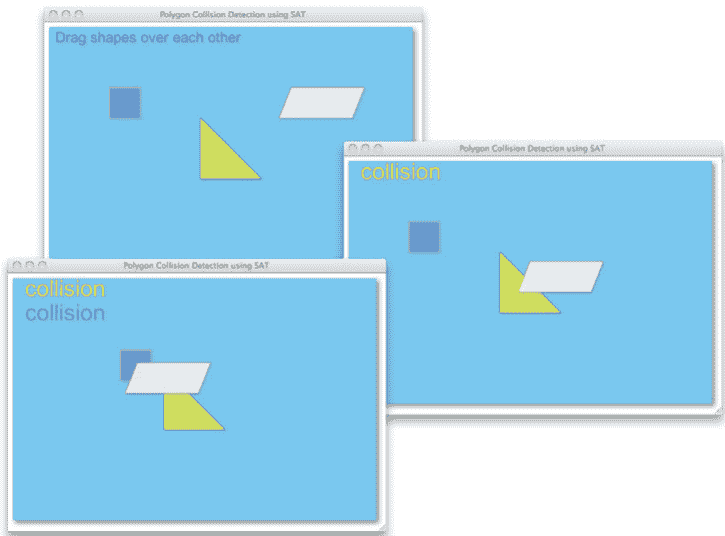 Polygon Collision Detection using SAT
Drag shapes over each other
Polygon Collision Detection using SAT
collision
Polygon Collision Detection using SAT
collision
collision